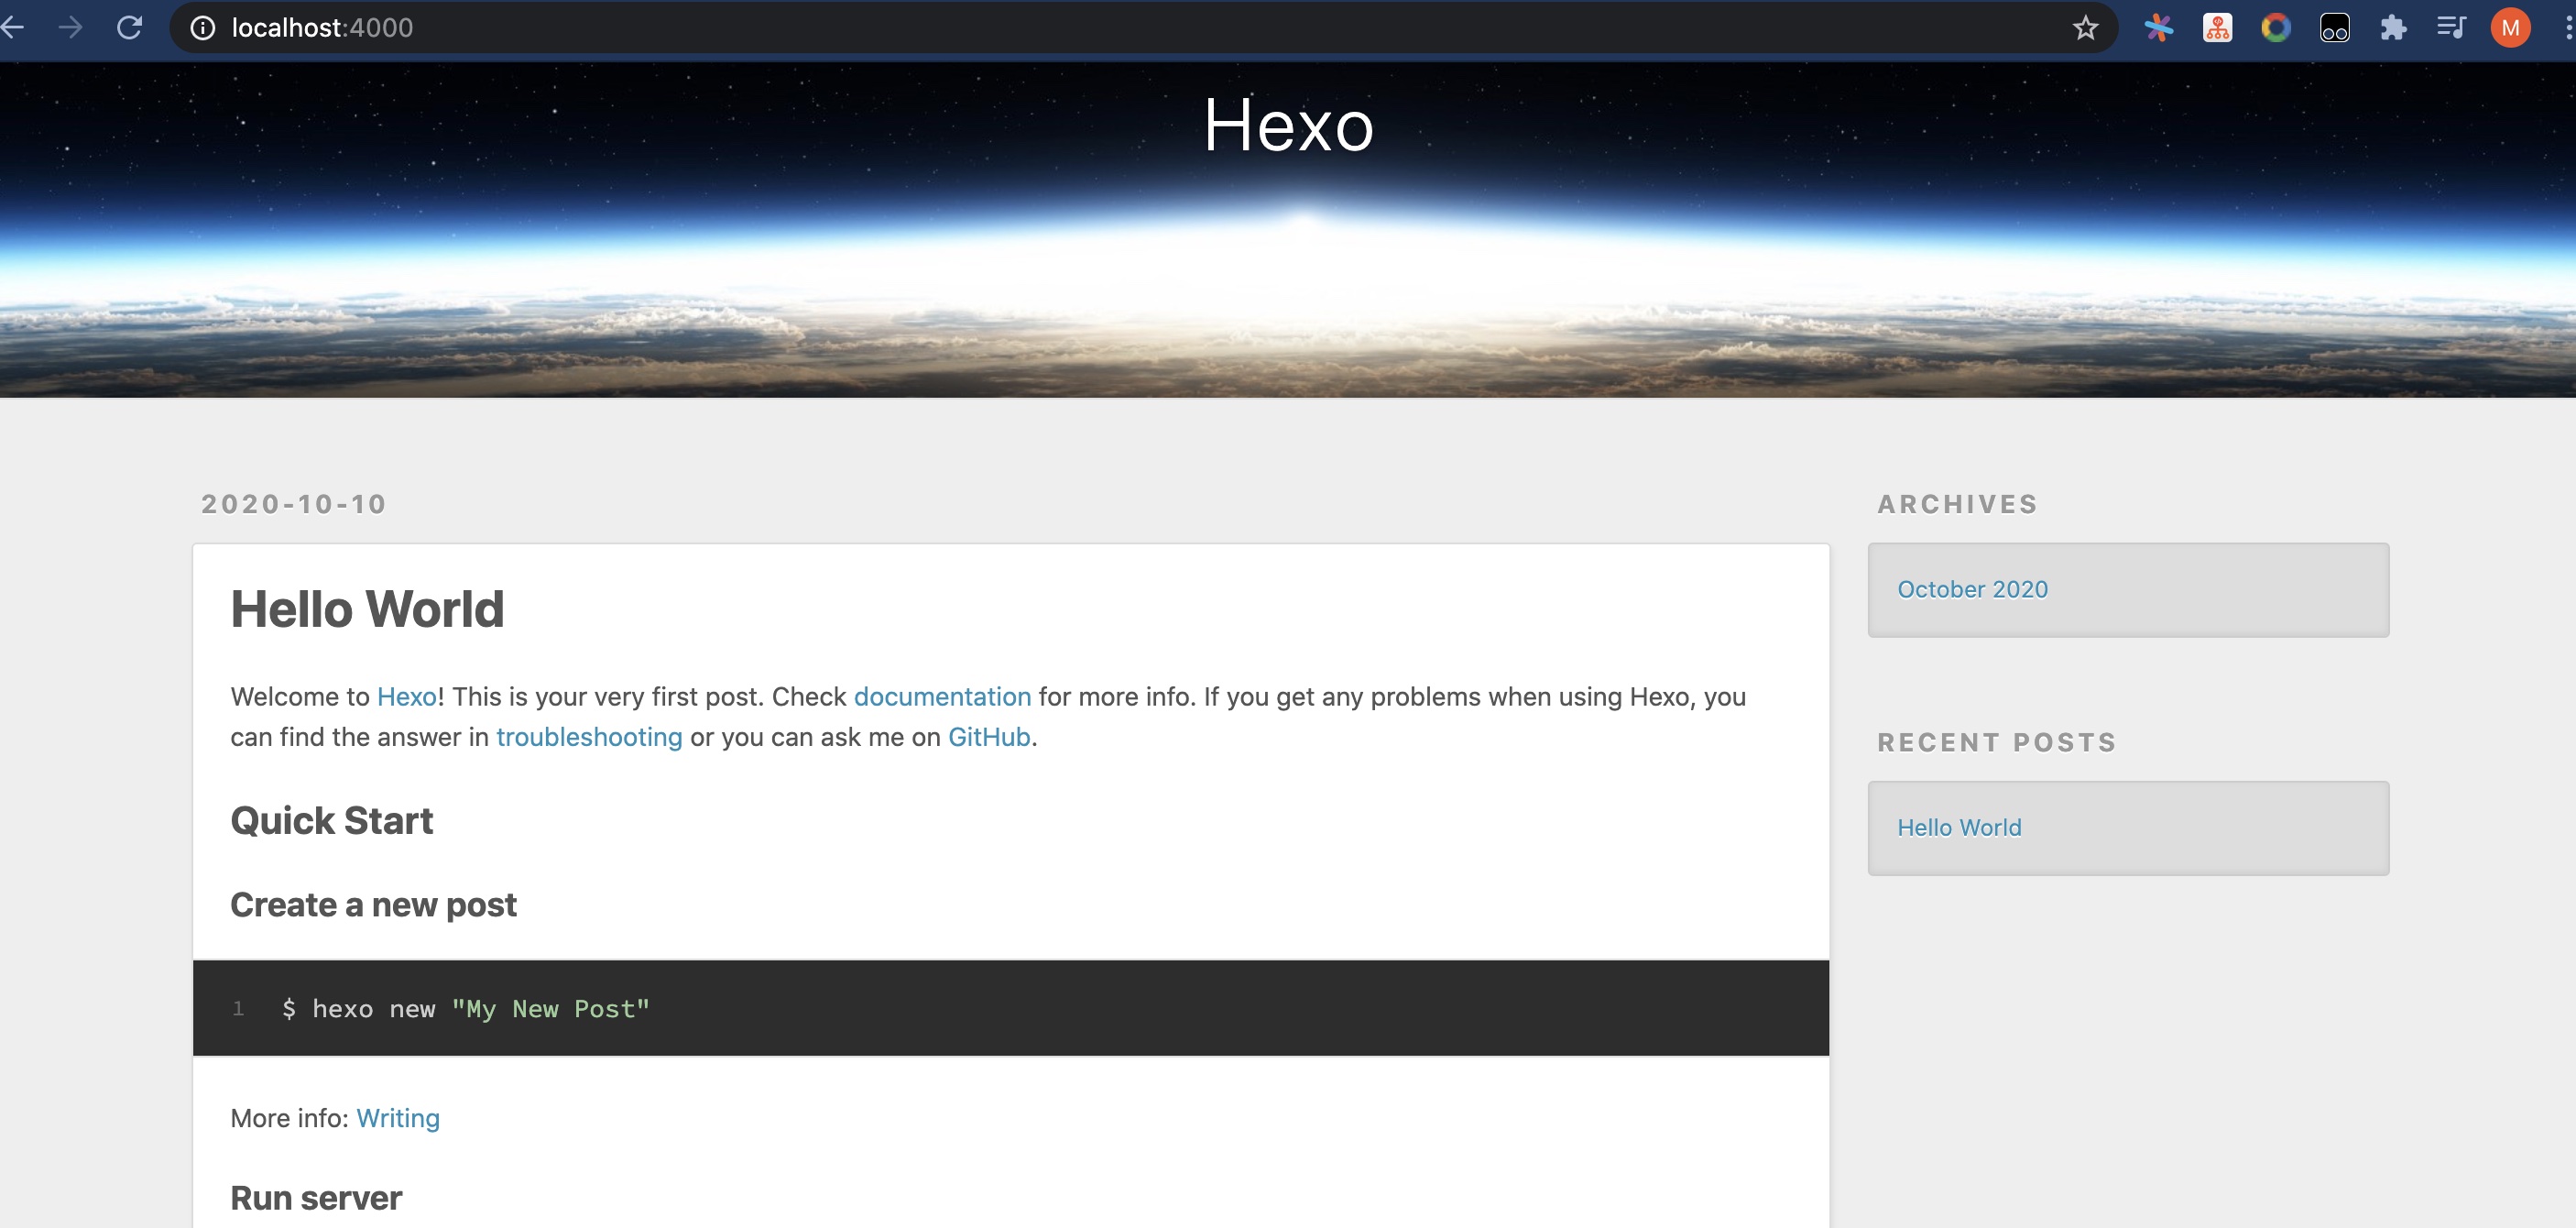 localhost:4000
M
Hexo
2020-10-10
Hello World
Welcome to Hexo! This is your very first post. Check documentation for more info. If you get any problems when using Hexo, you
can find the answer in troubleshooting or you can ask me on GitHub.
Quick Start
Create a new post
1 $ hexo new "My New Post"
More info: Writing
Run server
ARCHIVES
October 2020
RECENT POSTS
Hello World